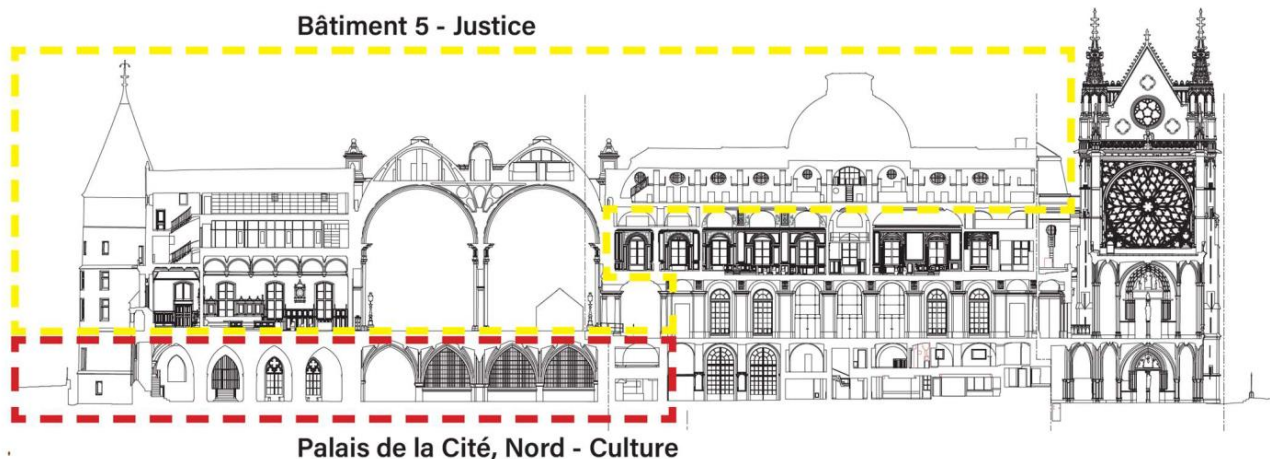 Bâtiment 5 - Justice
Palais de la Cité, Nord - Culture